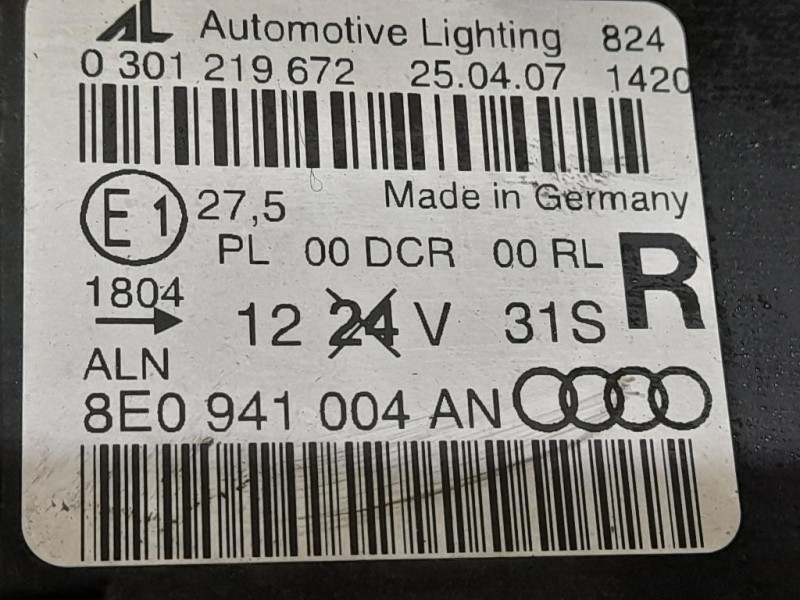 AL Automotive Lighting 824
0 301 219 672 25.04.07 1420
E1 27,5 Made in Germany
PL 00 DCR 00 RL R
1804
12 24 V 31S
ALN
8E0 941 004 AN